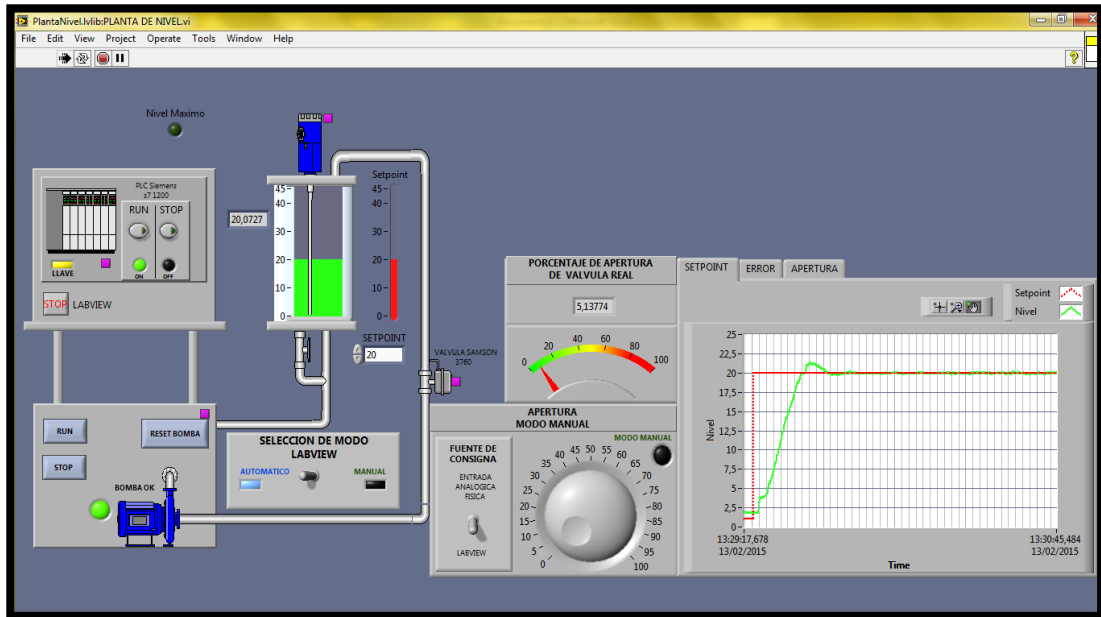 PlantaNivel.lvlib:PLANTA DE NIVEL.vi
File Edit View Project Operate Tools Window Help
Nivel Maximo
PLC Siemens
s7 1200
RUN STOP
ON OFF
LLAVE
STOP LABVIEW
20,0727
45
40
30
20
10
0
Setpoint
45
40
30
20
10
0
SETPOINT
20
VALVULA SAMSON
3760
RUN
STOP
RESET BOMBA
BOMBA OK
SELECCION DE MODO
LABVIEW
AUTOMATICO MANUAL
PORCENTAJE DE APERTURA
DE VALVULA REAL
5,13774
0 20 40 60 80 100
APERTURA
MODO MANUAL
MODO MANUAL
FUENTE DE
CONSIGNA
ENTRADA
ANALOGICA
FISICA
LABVIEW
0 5 10 15 20 25 30 35 40 45 50 55 60 65 70 75 80 85 90 95 100
SETPOINT ERROR APERTURA
Setpoint
Nivel
Nivel
25
22,5
20
17,5
15
12,5
10
7,5
5
2,5
0
13:29:17,678 13:30:45,484
13/02/2015 13/02/2015
Time